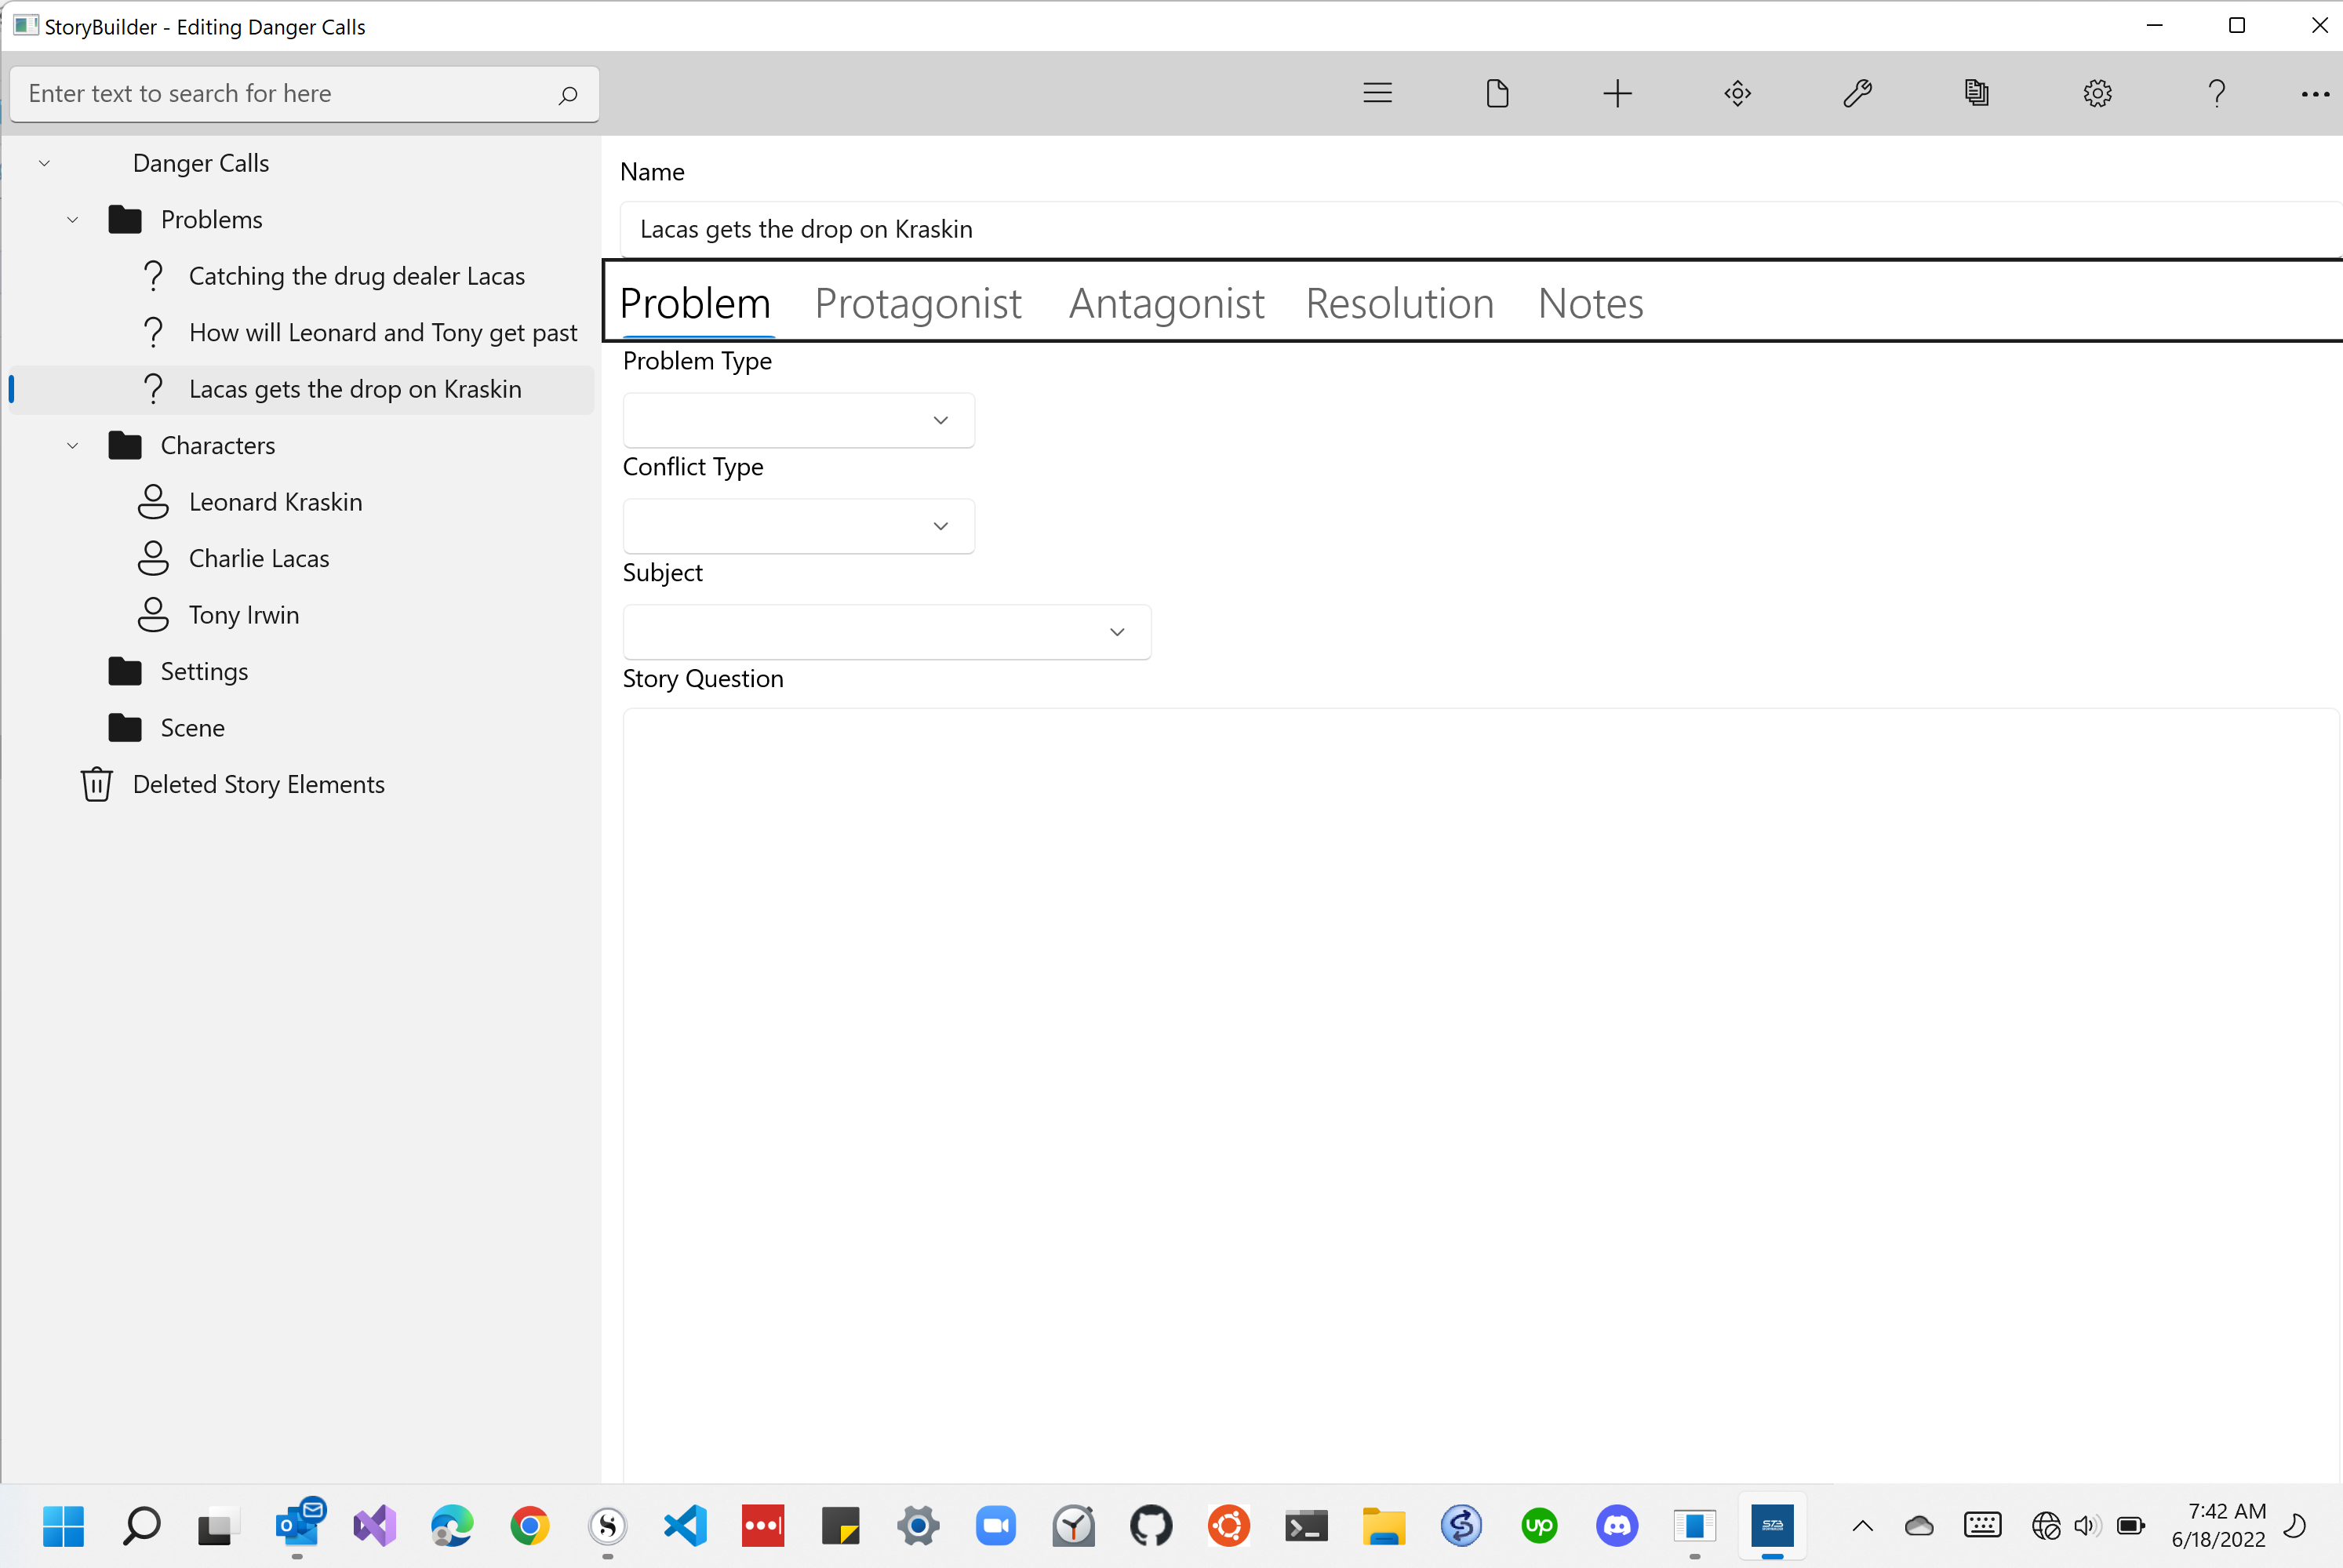 StoryBuilder - Editing Danger Calls
Enter text to search for here
Danger Calls
Problems
Catching the drug dealer Lacas
How will Leonard and Tony get past
Lacas gets the drop on Kraskin
Characters
Leonard Kraskin
Charlie Lacas
Tony Irwin
Settings
Scene
Deleted Story Elements
Name
Lacas gets the drop on Kraskin
Problem Protagonist Antagonist Resolution Notes
Problem Type
Conflict Type
Subject
Story Question
up
STB
7:42 AM
6/18/2022